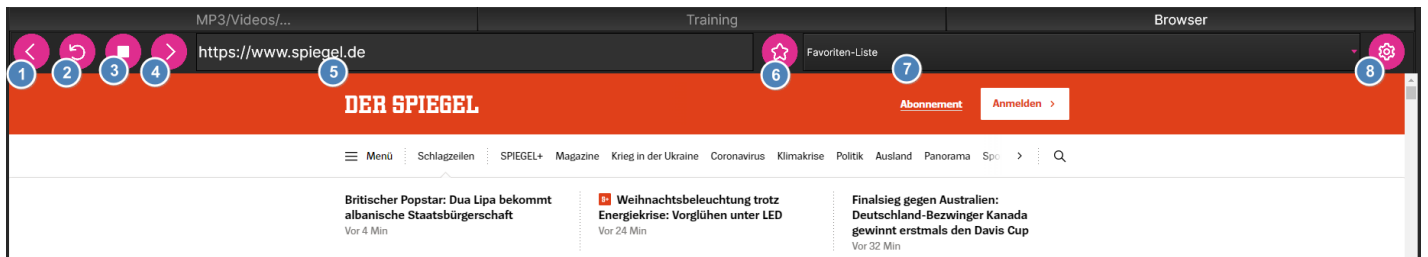 MP3/Videos/...
Training
Browser
https://www.spiegel.de
Favoriten-Liste
1
2
3
4
5
6
7
8
DER SPIEGEL
Abonnement
Anmelden >
Menü
Schlagzeilen
SPIEGEL+
Magazine
Krieg in der Ukraine
Coronavirus
Klimakrise
Politik
Ausland
Panorama
Spo
Britischer Popstar: Dua Lipa bekommt
albanische Staatsbürgerschaft
Vor 4 Min
S+ Weihnachtsbeleuchtung trotz
Energiekrise: Vorglühen unter LED
Vor 24 Min
Finalsieg gegen Australien:
Deutschland-Bezwinger Kanada
gewinnt erstmals den Davis Cup
Vor 32 Min